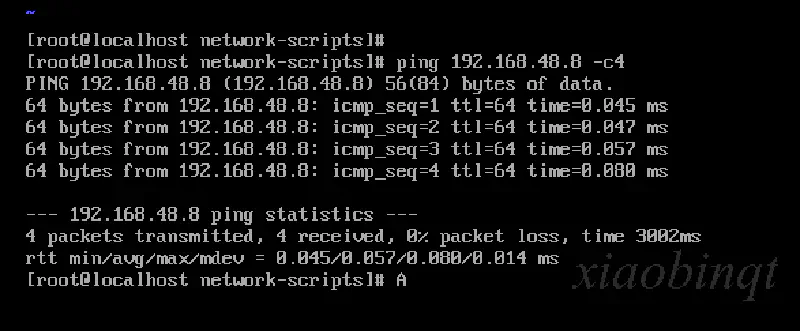 ~
[root@localhost network-scripts]#
[root@localhost network-scripts]# ping 192.168.48.8 -c4
PING 192.168.48.8 (192.168.48.8) 56(84) bytes of data.
64 bytes from 192.168.48.8: icmp_seq=1 ttl=64 time=0.045 ms
64 bytes from 192.168.48.8: icmp_seq=2 ttl=64 time=0.047 ms
64 bytes from 192.168.48.8: icmp_seq=3 ttl=64 time=0.057 ms
64 bytes from 192.168.48.8: icmp_seq=4 ttl=64 time=0.080 ms
--- 192.168.48.8 ping statistics ---
4 packets transmitted, 4 received, 0% packet loss, time 3002ms
rtt min/avg/max/mdev = 0.045/0.057/0.080/0.014 ms
[root@localhost network-scripts]# A
xiaobinqt